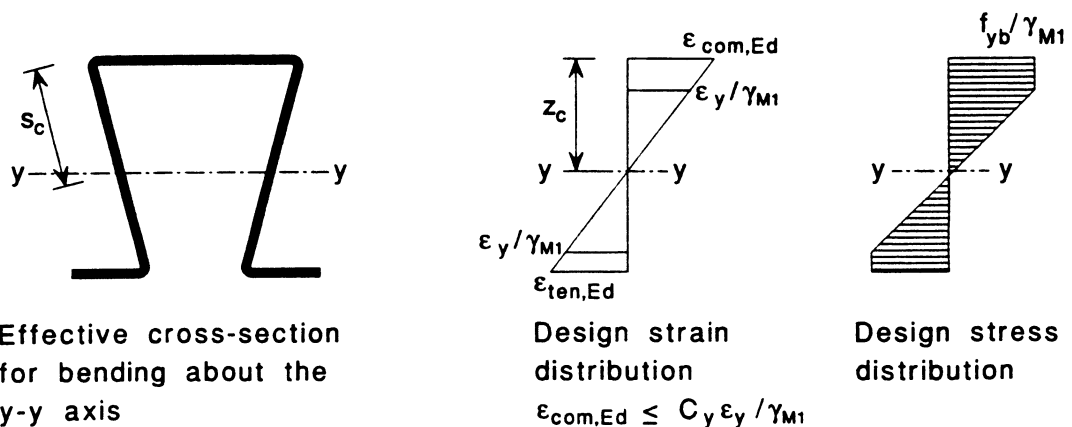 f_yb/γ_M1
ε_com,Ed
ε_y/γ_M1
s_c
z_c
y y
y y
y y
ε_y/γ_M1
ε_ten,Ed
Effective cross-section
for bending about the
y-y axis
Design strain
distribution
ε_com,Ed ≤ C_y ε_y /γ_M1
Design stress
distribution